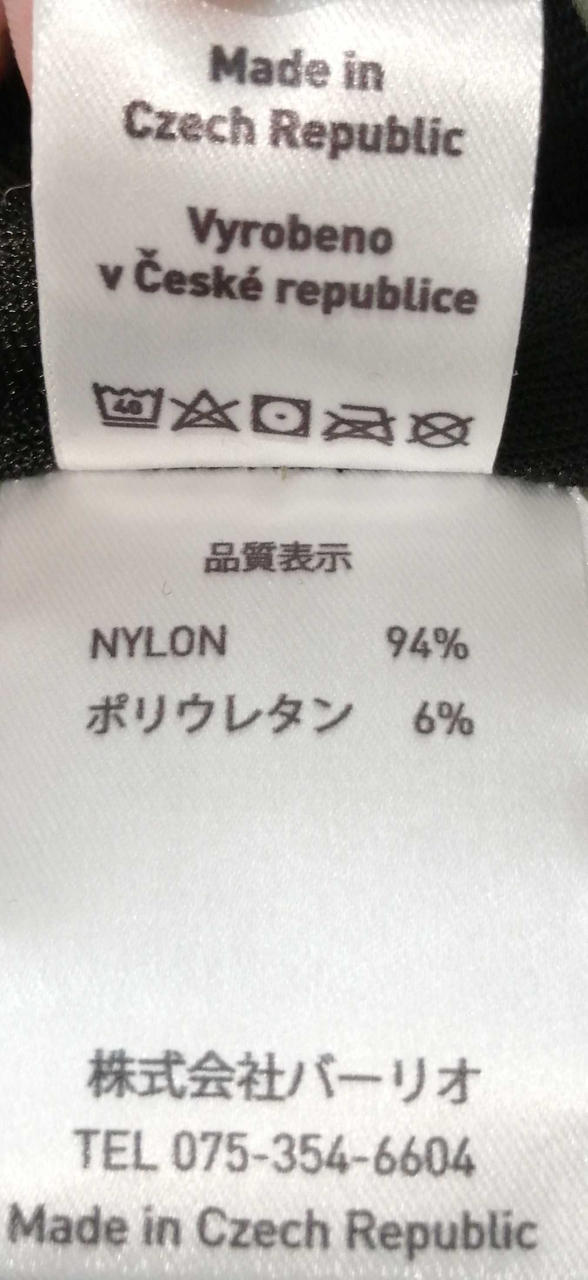 Made in
Czech Republic
Vyrobeno
v České republice
40
品質表示
NYLON 94%
ポリウレタン 6%
株式会社バーリオ
TEL 075-354-6604
Made in Czech Republic